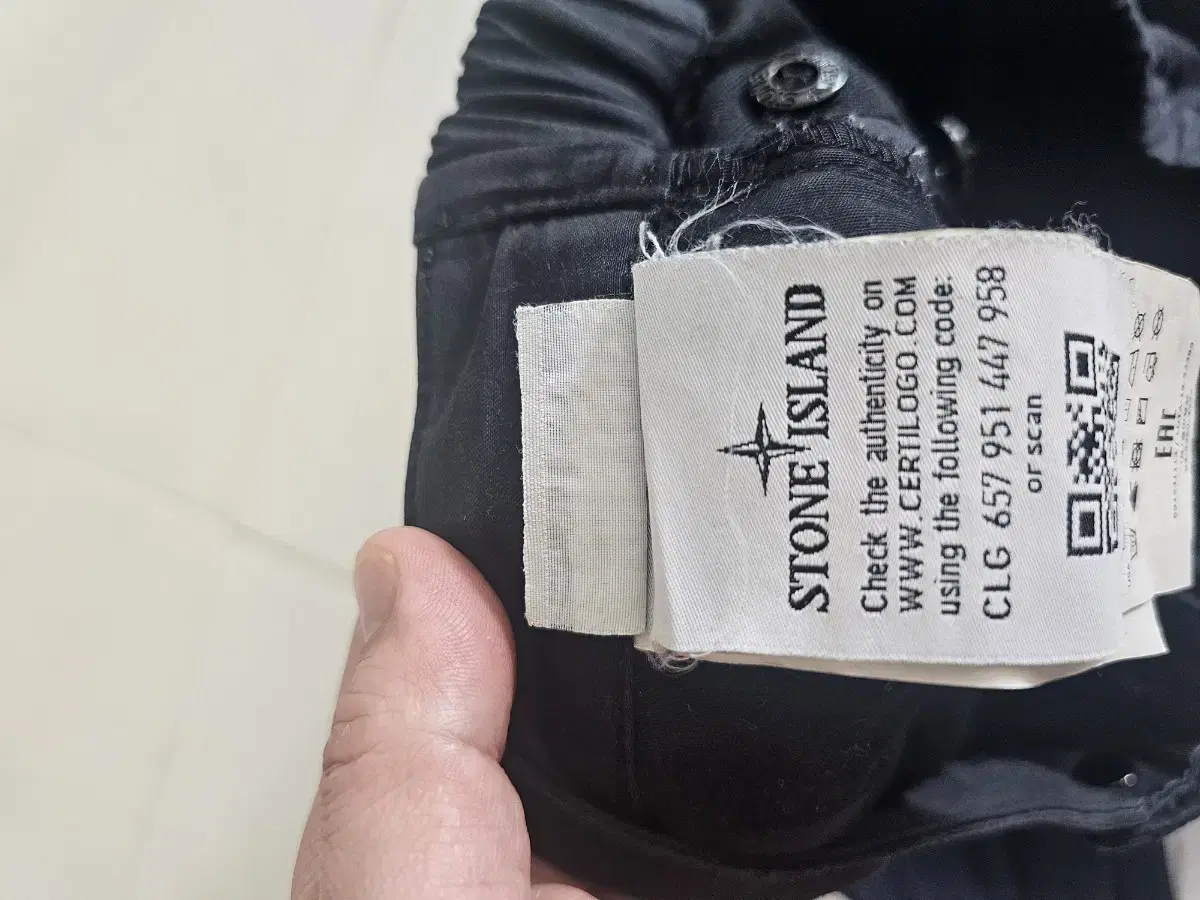 STONE ISLAND
Check the authenticity on
WWW.CERTILOGO.COM
using the following code:
CLG 657 951 447 958
or scan
EAC